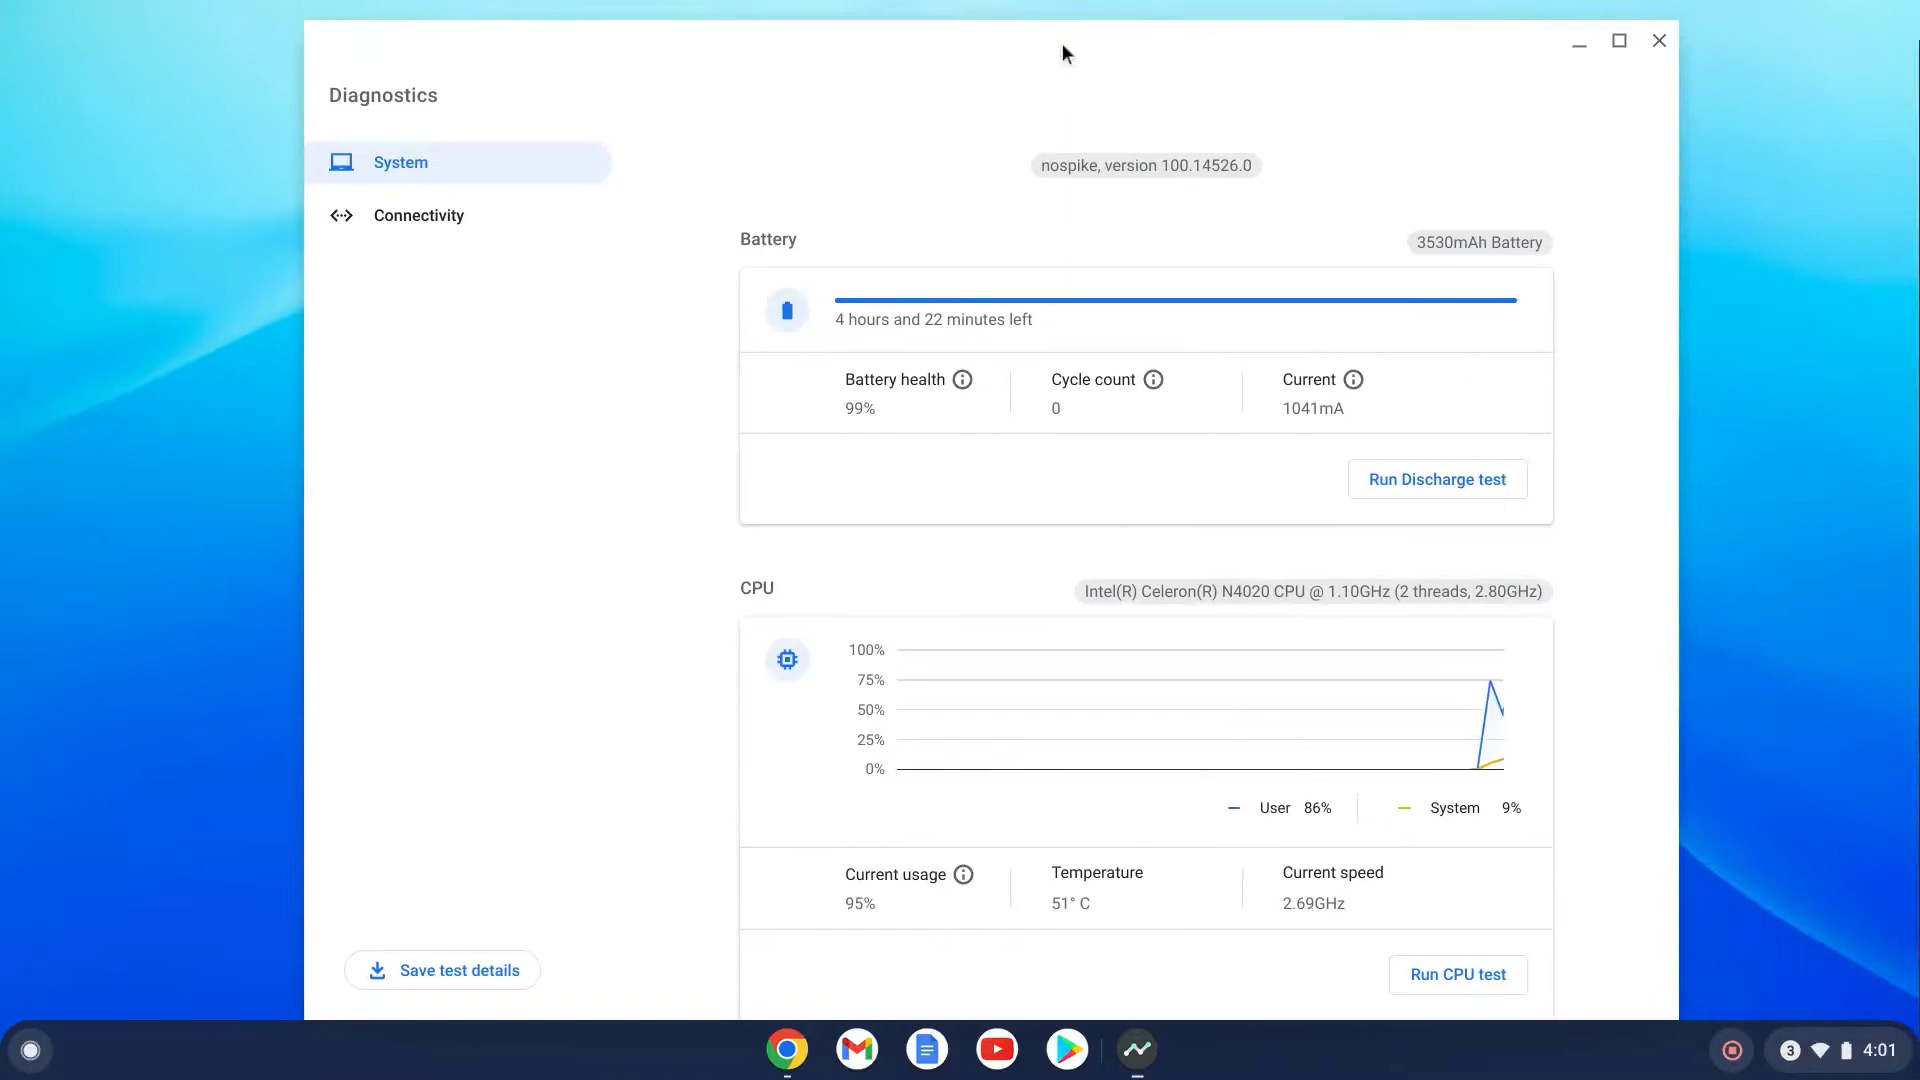 Diagnostics
System
Connectivity
nospike, version 100.14526.0
Battery
3530mAh Battery
4 hours and 22 minutes left
Battery health
99%
Cycle count
0
Current
1041mA
Run Discharge test
CPU
Intel(R) Celeron(R) N4020 CPU @ 1.10GHz (2 threads, 2.80GHz)
100%
75%
50%
25%
0%
User 86%
System 9%
Current usage
95%
Temperature
51° C
Current speed
2.69GHz
Save test details
Run CPU test
3
4:01